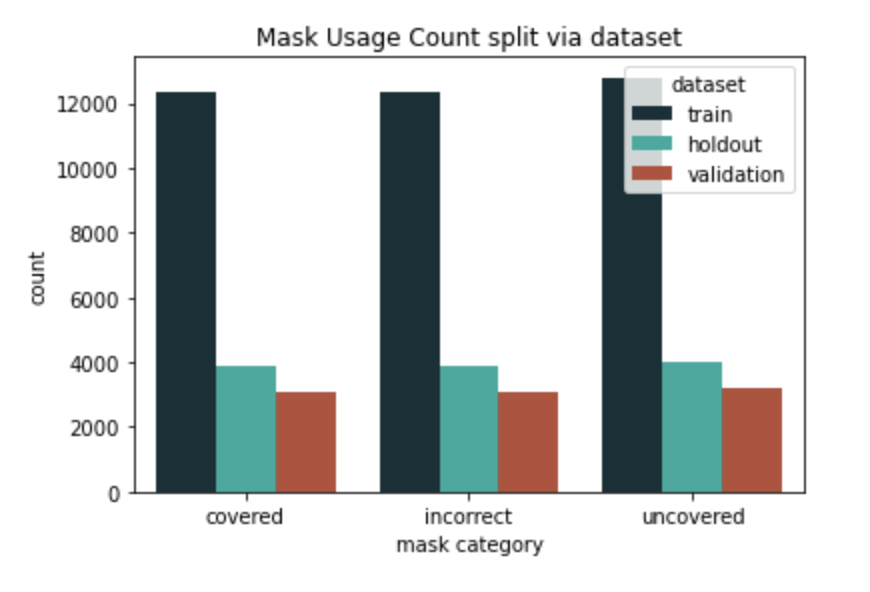 Mask Usage Count split via dataset
dataset
train
holdout
validation
12000
10000
8000
6000
4000
2000
0
count
covered incorrect uncovered
mask category